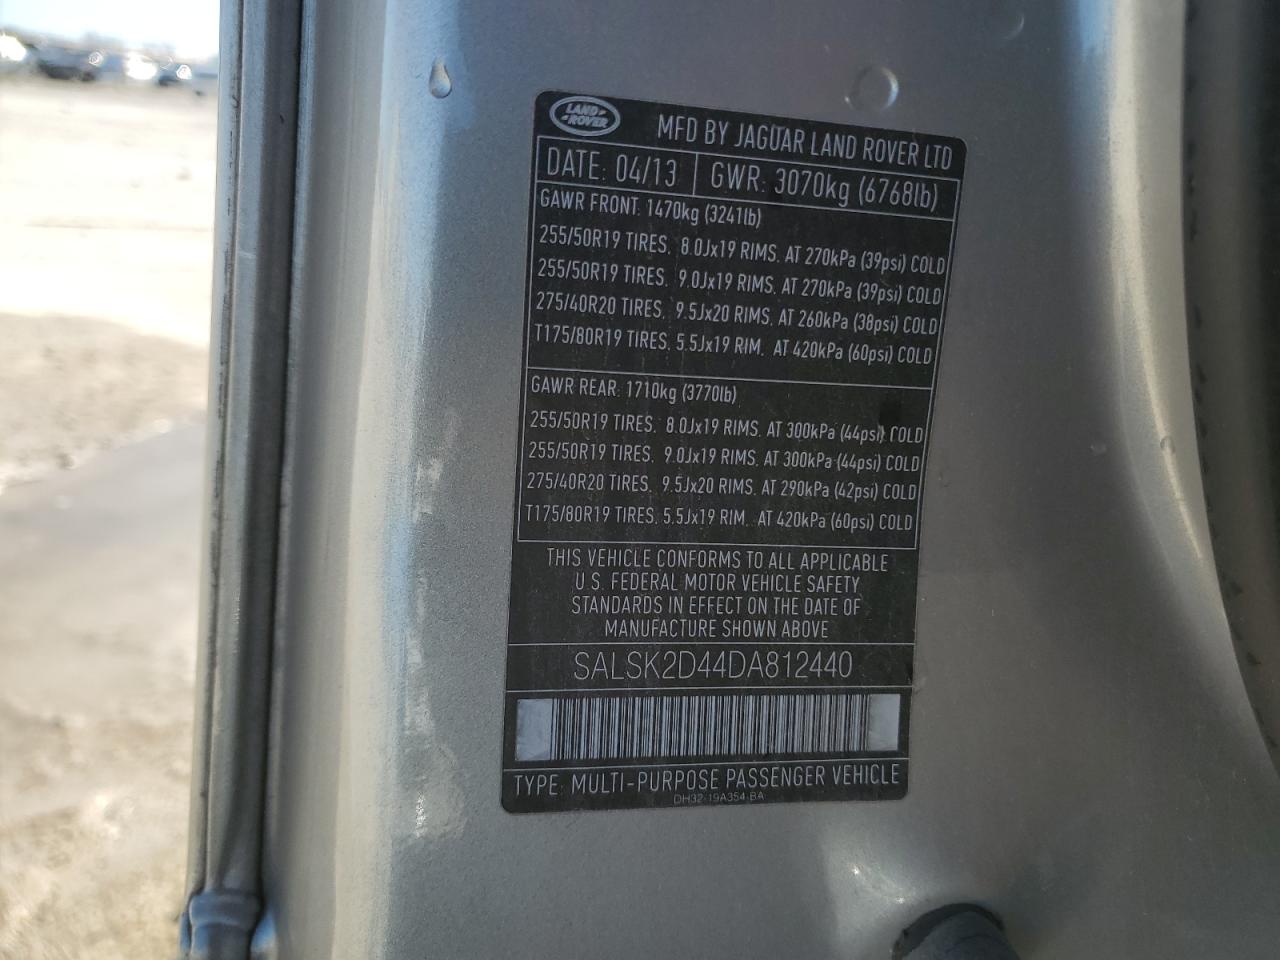 LAND
ROVER
MFD BY JAGUAR LAND ROVER LTD
DATE: 04/13 GWR: 3070kg (6768lb)
GAWR FRONT: 1470kg (3241lb)
255/50R19 TIRES, 8.0Jx19 RIMS, AT 270kPa (39psi) COLD
255/50R19 TIRES, 9.0Jx19 RIMS, AT 270kPa (39psi) COLD
275/40R20 TIRES, 9.5Jx20 RIMS, AT 260kPa (38psi) COLD
T175/80R19 TIRES, 5.5Jx19 RIM, AT 420kPa (60psi) COLD
GAWR REAR: 1710kg (3770lb)
255/50R19 TIRES, 8.0Jx19 RIMS, AT 300kPa (44psi) COLD
255/50R19 TIRES, 9.0Jx19 RIMS, AT 300kPa (44psi) COLD
275/40R20 TIRES, 9.5Jx20 RIMS, AT 290kPa (42psi) COLD
T175/80R19 TIRES, 5.5Jx19 RIM, AT 420kPa (60psi) COLD
THIS VEHICLE CONFORMS TO ALL APPLICABLE
U.S. FEDERAL MOTOR VEHICLE SAFETY
STANDARDS IN EFFECT ON THE DATE OF
MANUFACTURE SHOWN ABOVE
SALSK2D44DA812440
TYPE: MULTI-PURPOSE PASSENGER VEHICLE
DH32-19A354-BA